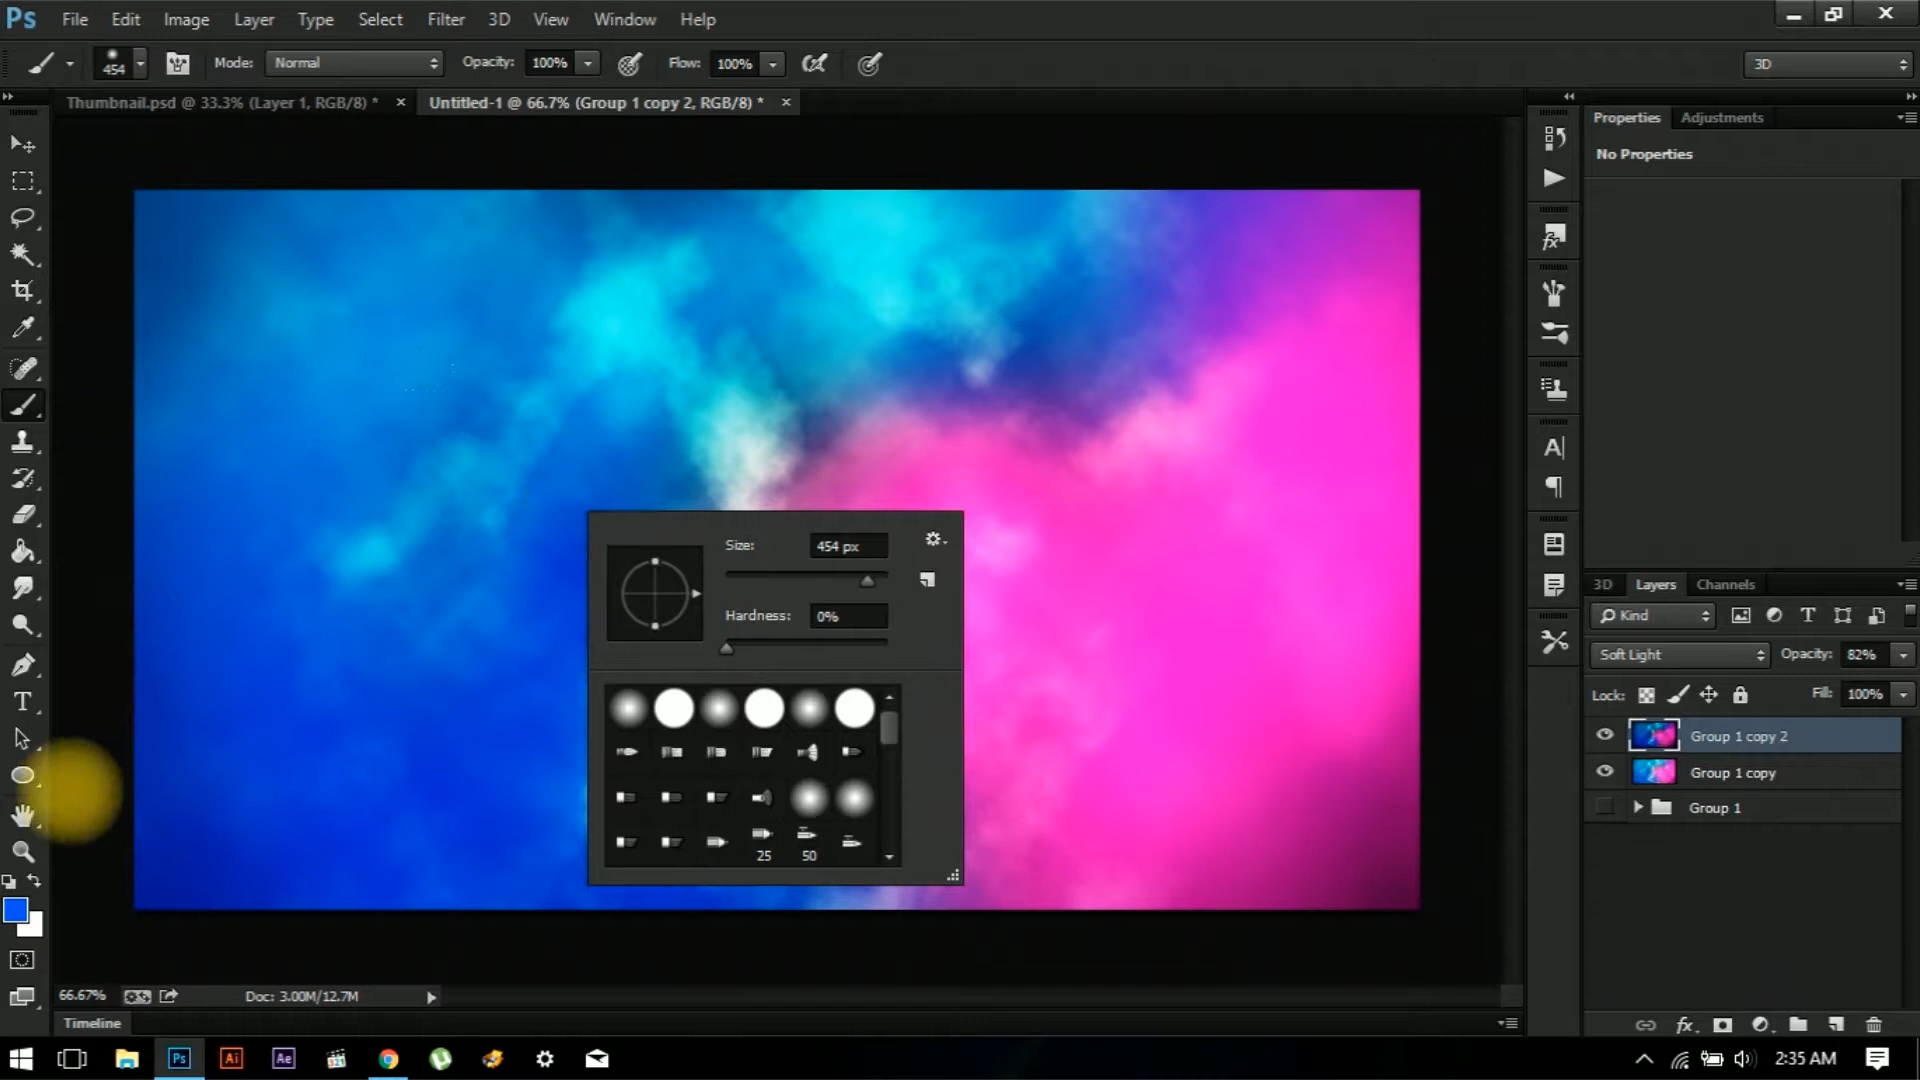 Ps File Edit Image Layer Type Select Filter 3D View Window Help
454 Mode: Normal Opacity: 100% Flow: 100% 3D
Thumbnail.psd @ 33.3% (Layer 1, RGB/8) * × Untitled-1 @ 66.7% (Group 1 copy 2, RGB/8) * ×
Properties Adjustments
No Properties
Size: 454 px
Hardness: 0%
25 50
3D Layers Channels
Kind
Soft Light Opacity: 82%
Lock: Fill: 100%
Group 1 copy 2
Group 1 copy
Group 1
66.67% Doc: 3.00M/12.7M
Timeline
Ps Ai Ae 2:35 AM